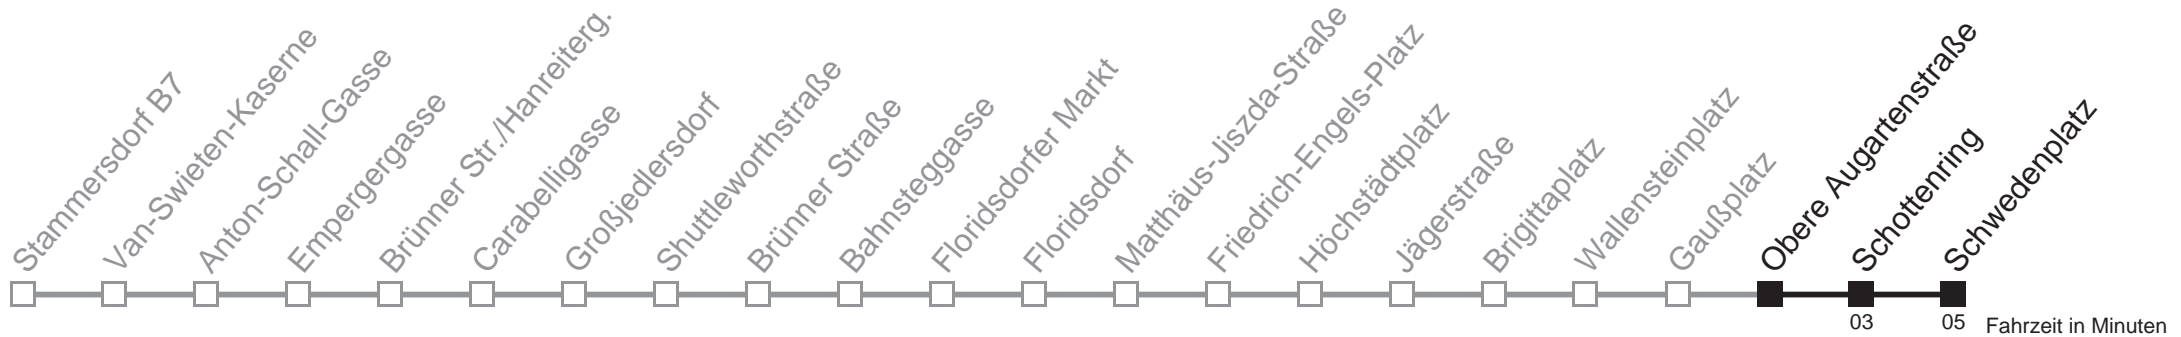 Stammersdorf B7
Van-Swieten-Kaserne
Anton-Schall-Gasse
Empergergasse
Brünner Str./Hanreiterg.
Carabelligasse
Großjedlersdorf
Shuttleworthstraße
Brünner Straße
Bahnsteggasse
Floridsdorfer Markt
Floridsdorf
Matthäus-Jiszda-Straße
Friedrich-Engels-Platz
Höchstädtplatz
Jägerstraße
Brigittaplatz
Wallensteinplatz
Gaußplatz
Obere Augartenstraße
Schottenring
Schwedenplatz
03
05
Fahrzeit in Minuten